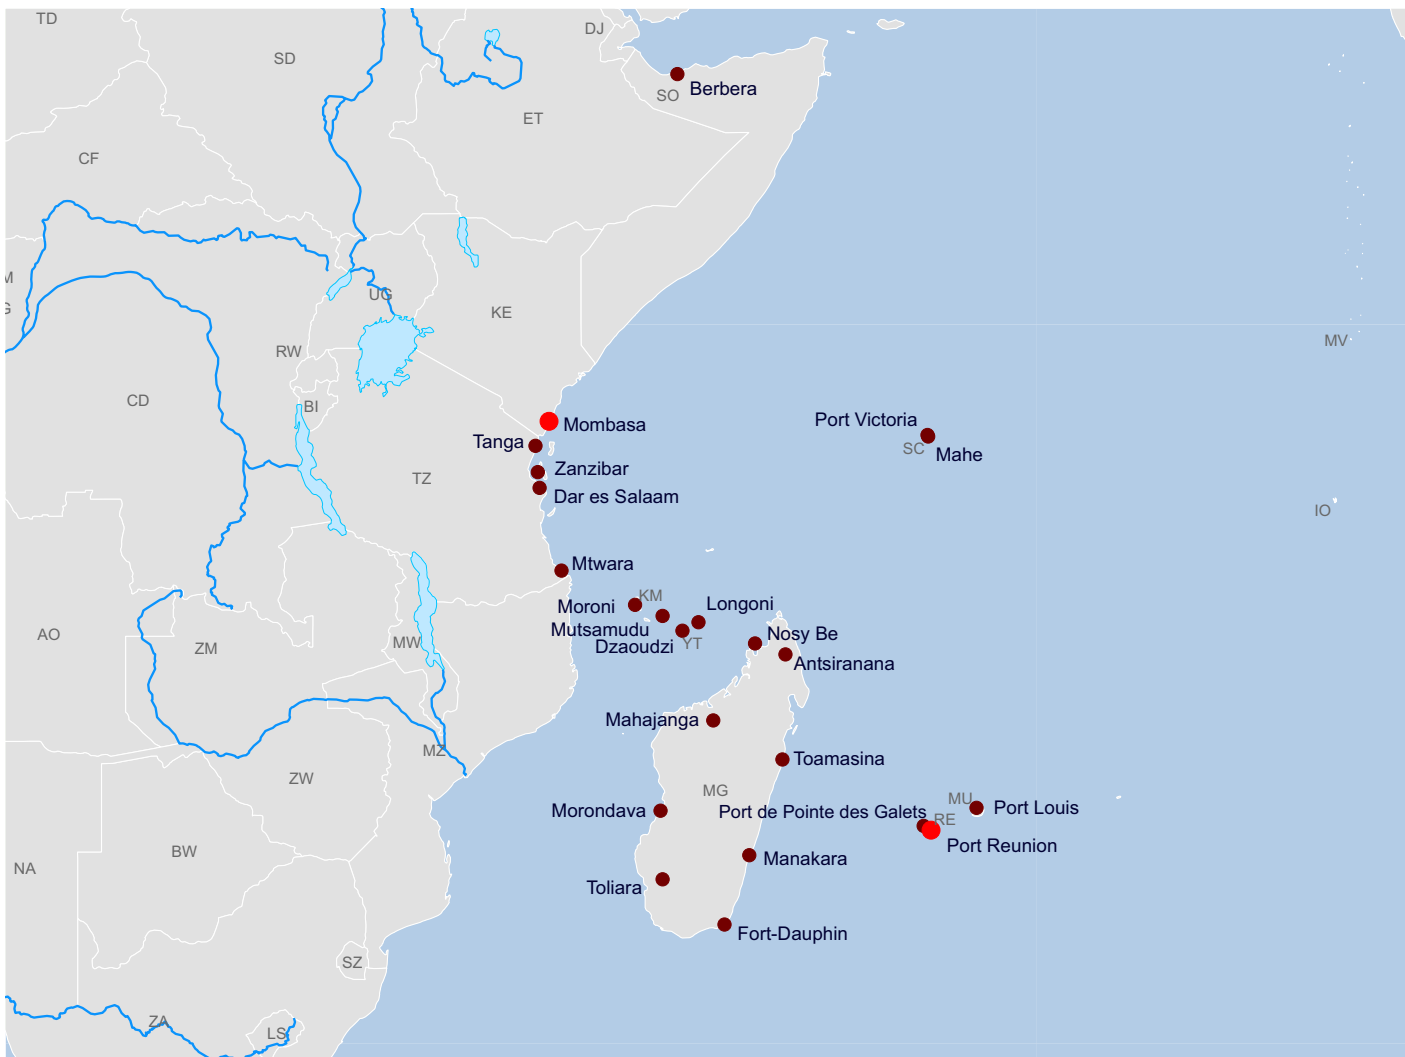 TD
SD
DJ
Berbera
SO
ET
CF
M
UG
G
KE
MV
RW
CD
BI
Port Victoria
Mombasa
Tanga
SC
Mahe
Zanzibar
TZ
Dar es Salaam
IO
Mtwara
KM
Moroni
Longoni
Mutsamudu
AO
Nosy Be
MW
YT
Dzaoudzi
ZM
Antsiranana
Mahajanga
MZ
Toamasina
ZW
MG
MU
Morondava
Port de Pointe des Galets
Port Louis
RE
Port Reunion
BW
Manakara
NA
Toliara
Fort-Dauphin
SZ
ZA
LS